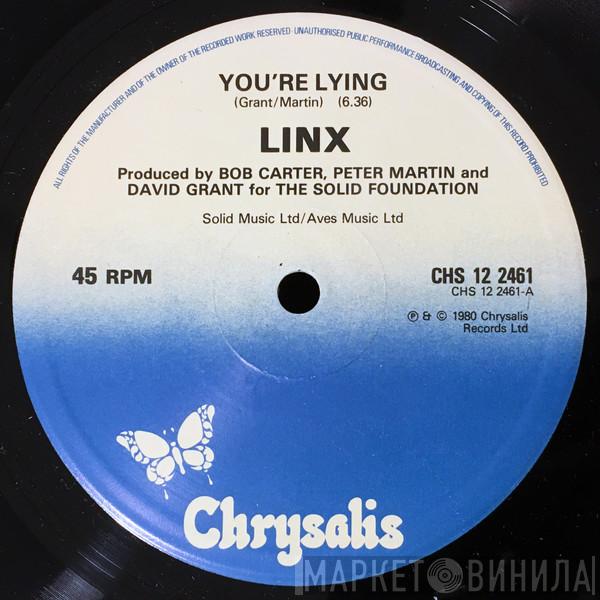 ALL RIGHTS OF THE MANUFACTURER AND OF THE OWNER OF THE RECORDED WORK RESERVED · UNAUTHORISED PUBLIC PERFORMANCE BROADCASTING AND COPYING OF THIS RECORD PROHIBITED
YOU'RE LYING
(Grant/Martin) (6.36)
LINX
Produced by BOB CARTER, PETER MARTIN and
DAVID GRANT for THE SOLID FOUNDATION
Solid Music Ltd/Aves Music Ltd
45 RPM
CHS 12 2461
CHS 12 2461-A
℗ & © 1980 Chrysalis
Records Ltd
Chrysalis
МАРКЕТ ВИНИЛА